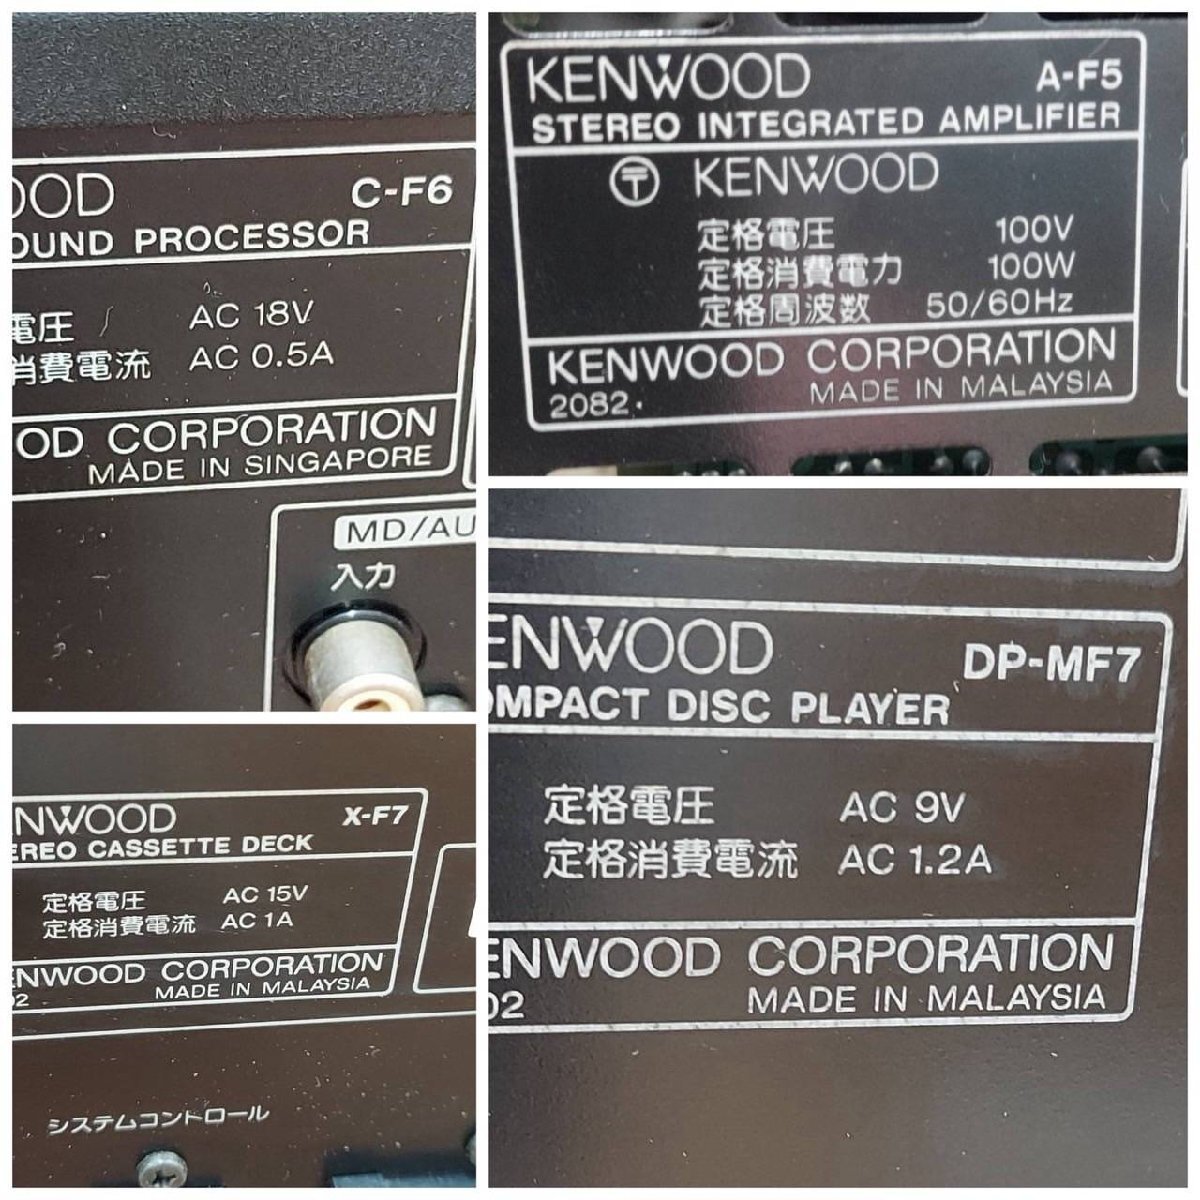 OOD C-F6
OUND PROCESSOR
電圧 AC 18V
消費電流 AC 0.5A
OD CORPORATION
MADE IN SINGAPORE
MD/AU
入力
KENWOOD A-F5
STEREO INTEGRATED AMPLIFIER
〒 KENWOOD
定格電圧 100V
定格消費電力 100W
定格周波数 50/60Hz
KENWOOD CORPORATION
2082. MADE IN MALAYSIA
ENWOOD DP-MF7
OMPACT DISC PLAYER
定格電圧 AC 9V
定格消費電流 AC 1.2A
ENWOOD CORPORATION
02 MADE IN MALAYSIA
NWOOD X-F7
EREO CASSETTE DECK
定格電圧 AC 15V
定格消費電流 AC 1A
ENWOOD CORPORATION
02 MADE IN MALAYSIA
システムコントロール